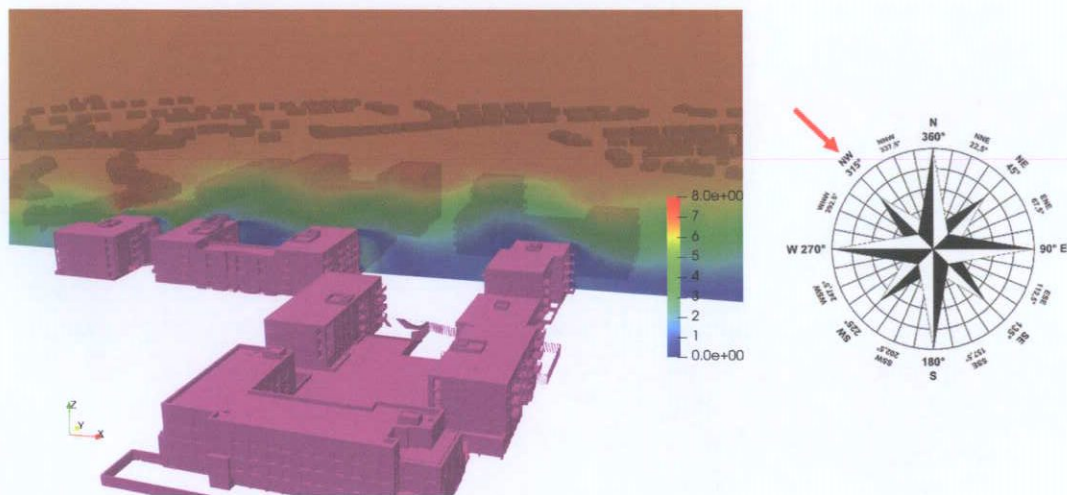 8.0e+00
7
6
5
4
3
2
1
0.0e+00
Z
Y
X
N
360°
NNE
22,5°
NE
45°
ENE
67,5°
90° E
ESE
112,5°
SE
135°
SSE
157,5°
180°
S
SSW
202,5°
SW
225°
WSW
247,5°
W 270°
WNW
292,5°
NW
315°
NNW
337,5°